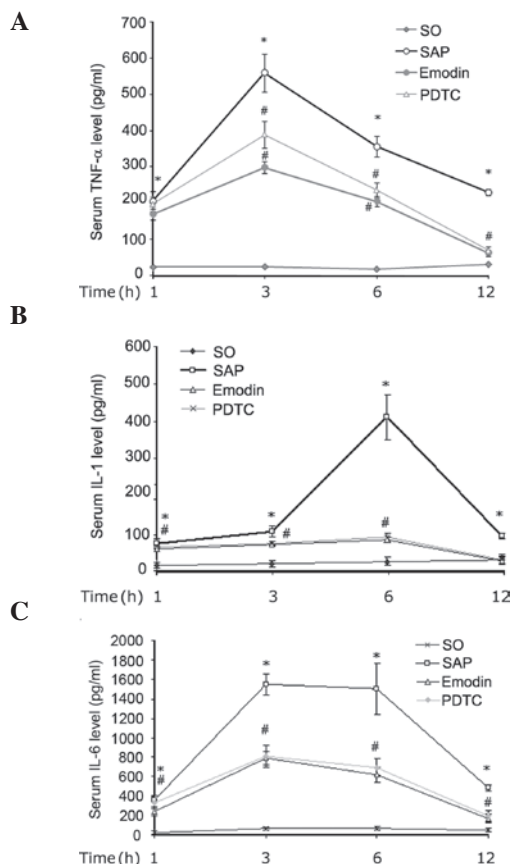 A
Serum TNF-α level (pg/ml)
700
600
500
400
300
200
100
0
* * * *
# # # # #
SO
SAP
Emodin
PDTC
Time (h) 1 3 6 12
B
Serum IL-1 level (pg/ml)
600
500
400
300
200
100
0
SO
SAP
Emodin
PDTC
* * * *
# # #
Time (h) 1 3 6 12
C
Serum IL-6 level (pg/ml)
2000
1800
1600
1400
1200
1000
800
600
400
200
0
* * * *
# # # #
SO
SAP
Emodin
PDTC
Time (h) 1 3 6 12